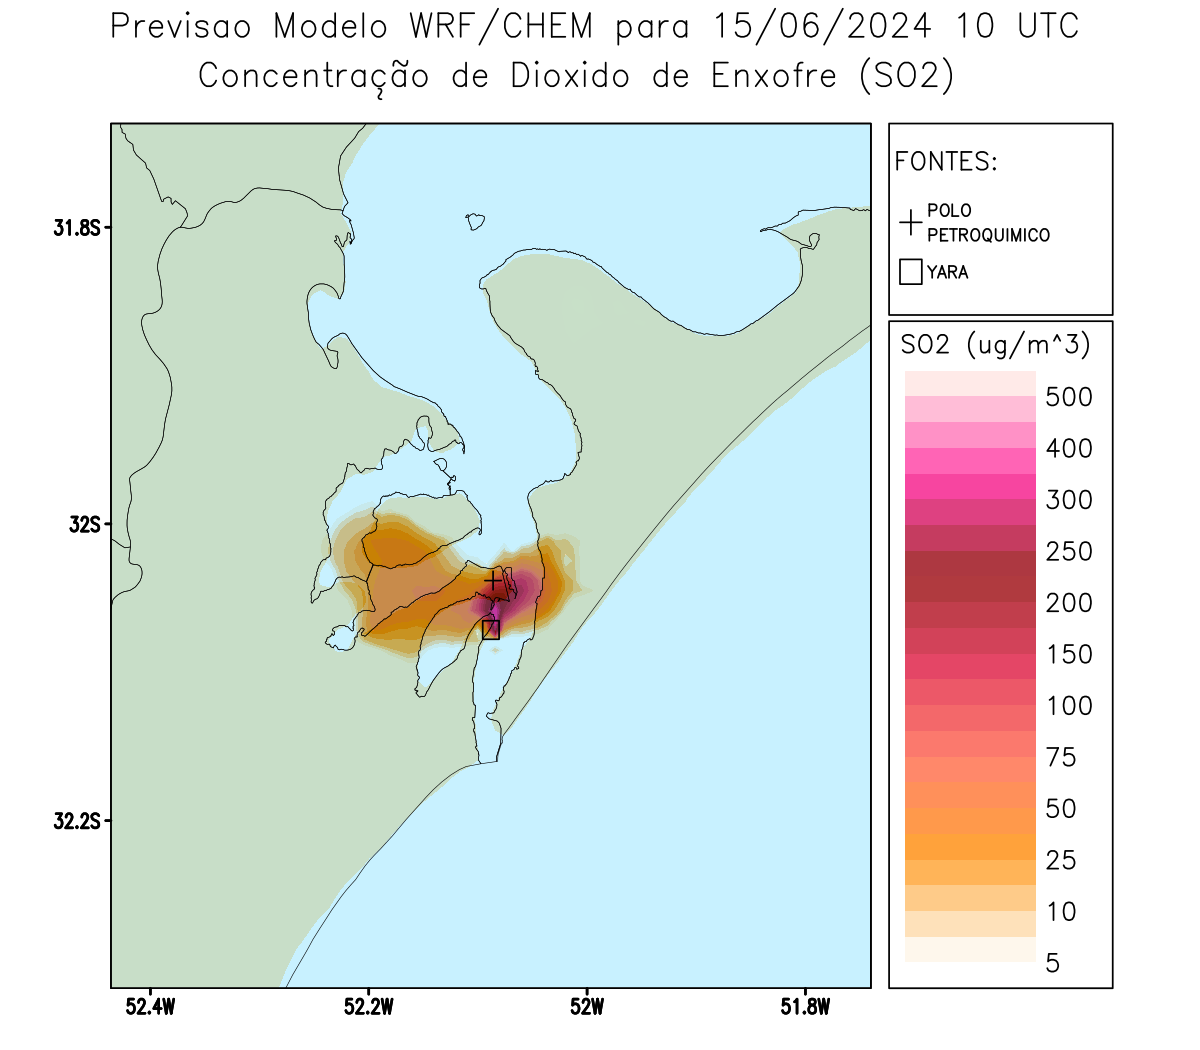 Previsao Modelo WRF/CHEM para 15/06/2024 10 UTC
Concentração de Dioxido de Enxofre (SO2)
FONTES:
POLO
PETROQUIMICO
YARA
SO2 (ug/m^3)
500
400
300
250
200
150
100
75
50
25
10
5
31.8S
32S
32.2S
52.4W
52.2W
52W
51.8W